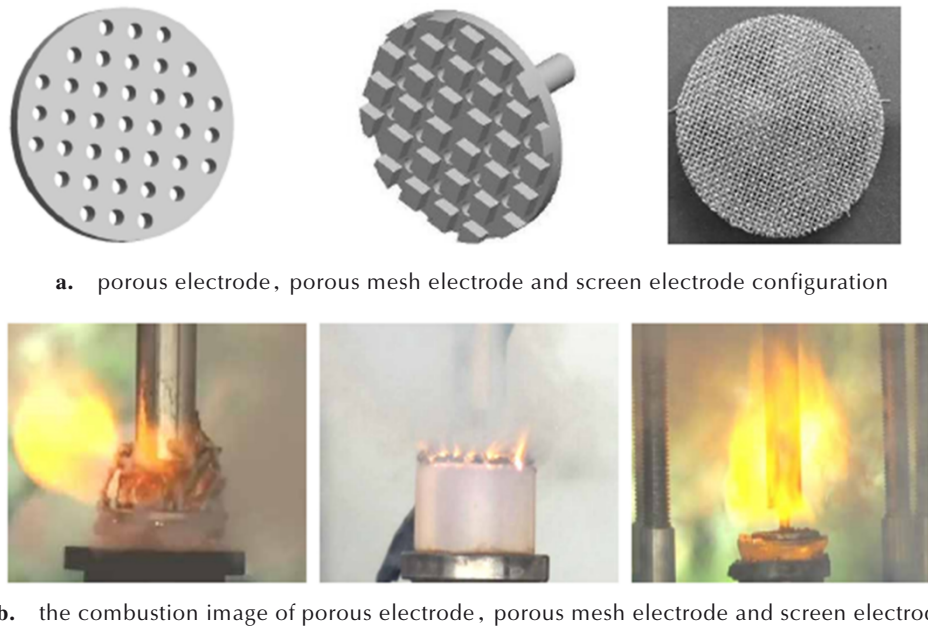 a. porous electrode, porous mesh electrode and screen electrode configuration
b. the combustion image of porous electrode, porous mesh electrode and screen electrod